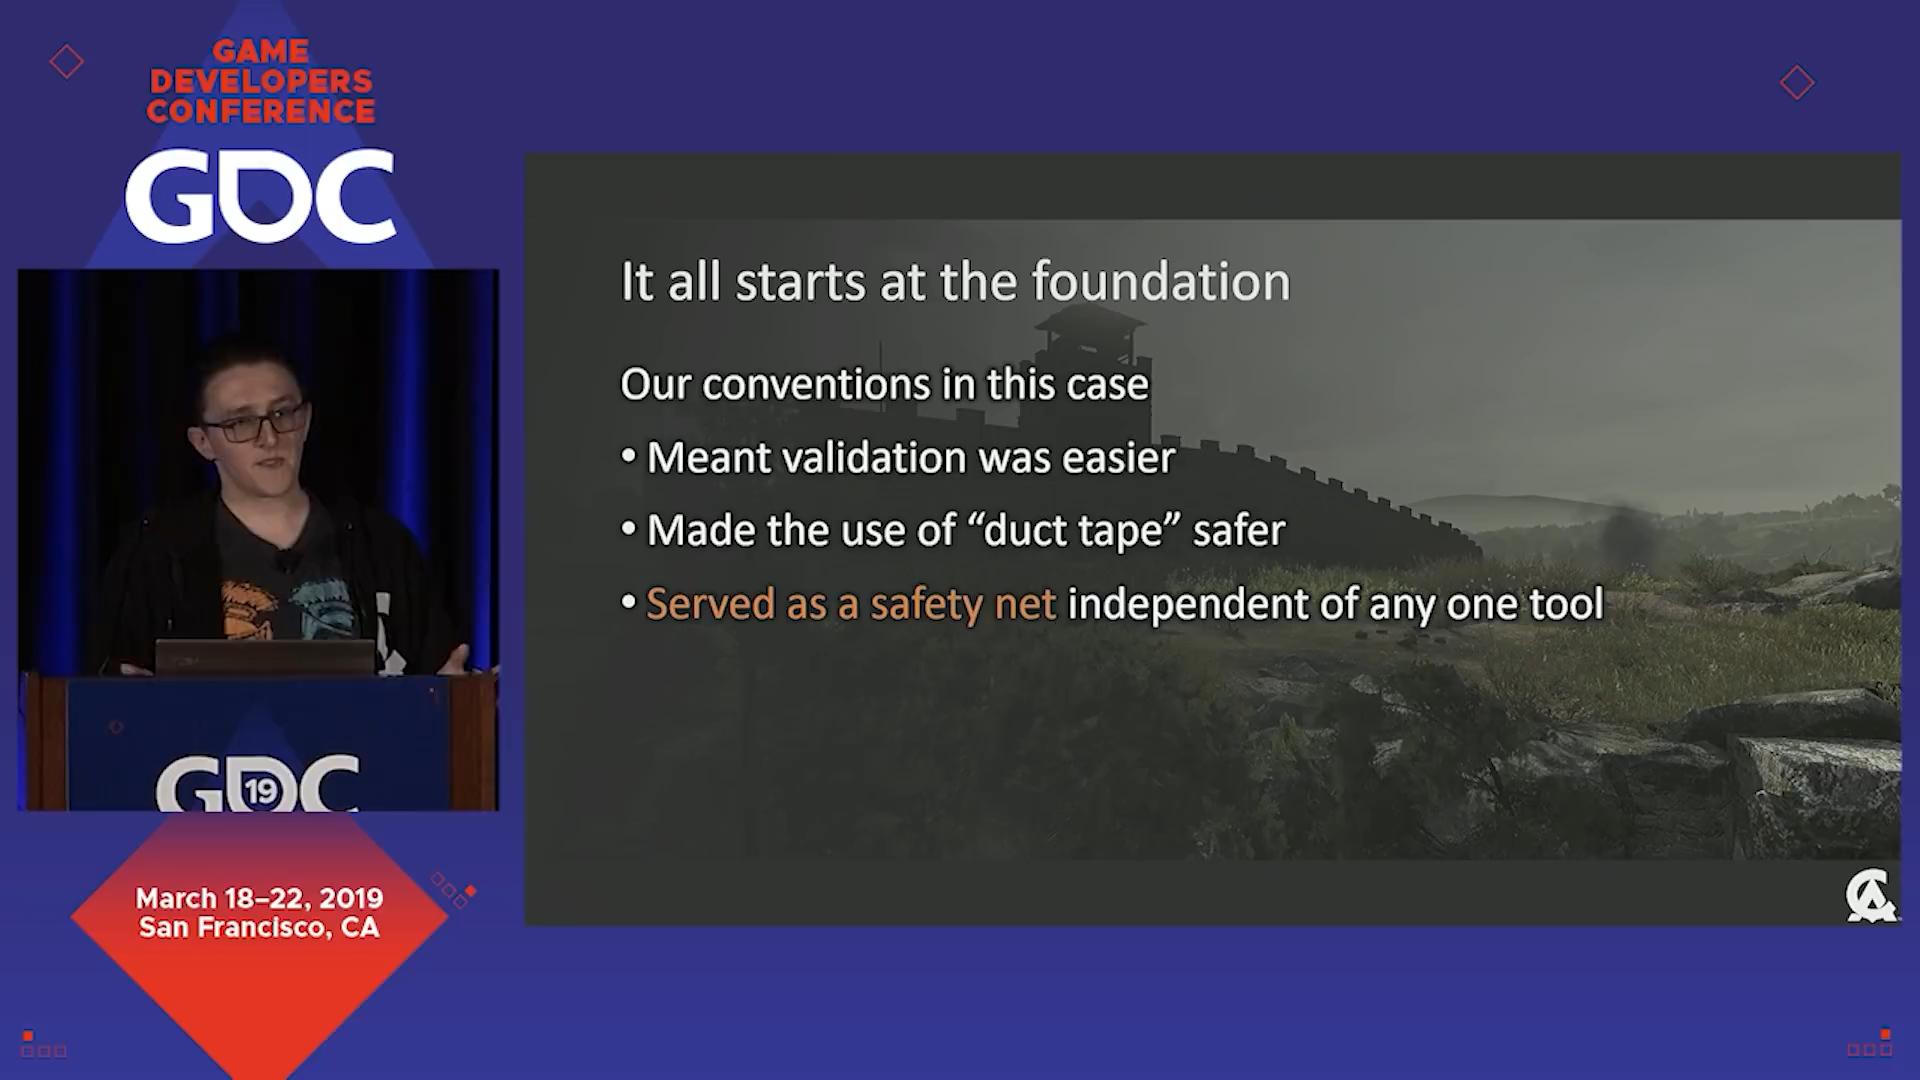 GAME
DEVELOPERS
CONFERENCE
GDC
It all starts at the foundation
Our conventions in this case
• Meant validation was easier
• Made the use of “duct tape” safer
• Served as a safety net independent of any one tool
GDC
19
March 18–22, 2019
San Francisco, CA
CA